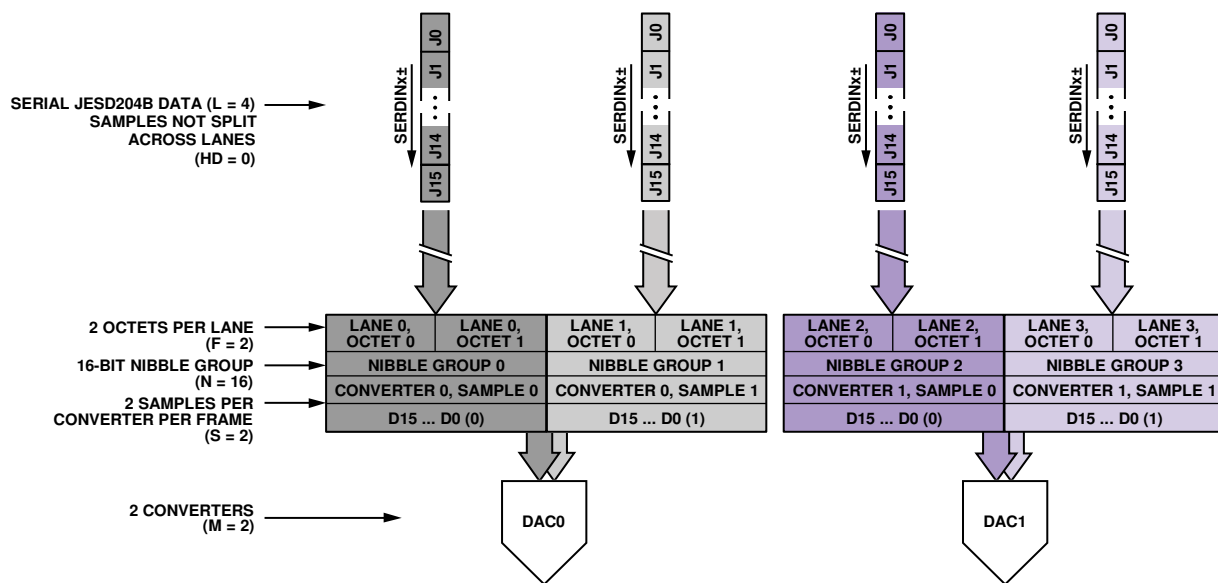 J0
J1
...
J14
J15
SERDINx±
J0
J1
...
J14
J15
SERDINx±
J0
J1
...
J14
J15
SERDINx±
J0
J1
...
J14
J15
SERDINx±
SERIAL JESD204B DATA (L = 4)
SAMPLES NOT SPLIT
ACROSS LANES
(HD = 0)
2 OCTETS PER LANE
(F = 2)
LANE 0,
OCTET 0
LANE 0,
OCTET 1
LANE 1,
OCTET 0
LANE 1,
OCTET 1
LANE 2,
OCTET 0
LANE 2,
OCTET 1
LANE 3,
OCTET 0
LANE 3,
OCTET 1
16-BIT NIBBLE GROUP
(N = 16)
NIBBLE GROUP 0
NIBBLE GROUP 1
NIBBLE GROUP 2
NIBBLE GROUP 3
2 SAMPLES PER
CONVERTER PER FRAME
(S = 2)
CONVERTER 0, SAMPLE 0
CONVERTER 0, SAMPLE 1
CONVERTER 1, SAMPLE 0
CONVERTER 1, SAMPLE 1
D15 ... D0 (0)
D15 ... D0 (1)
D15 ... D0 (0)
D15 ... D0 (1)
2 CONVERTERS
(M = 2)
DAC0
DAC1